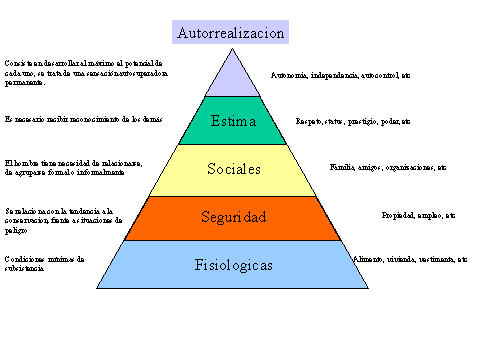 Autorrealizacion
Consiste en desarrollar al máximo el potencial de
cada uno, se trata de una sensación autosuperadora
permanente.
Autonomía, independencia, autocontrol, etc
Es necesario recibir reconocimiento de los demás
Estima
Respeto, status, prestigio, poder, etc
El hombre tiene necesidad de relacionarse,
de agruparse formal o informalmente
Sociales
Familia, amigos, organizaciones, etc
Se relaciona con la tendencia a la
conservación, frente a situaciones de
peligro
Seguridad
Propiedad, empleo, etc
Condiciones mínimas de
subsistencia
Fisiologicas
Alimento, vivienda, vestimenta, etc